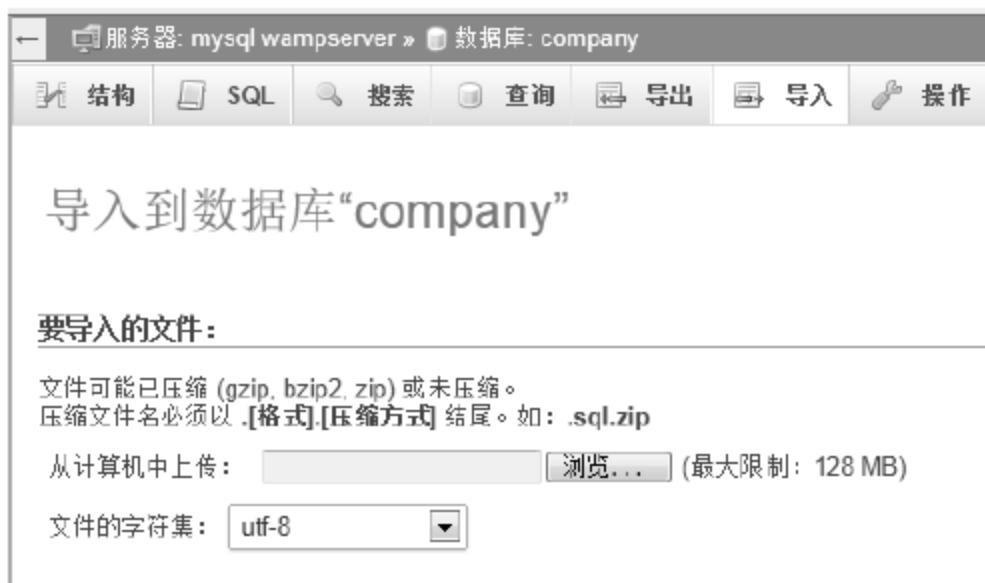 ← 服务器: mysql wampserver » 数据库: company
结构 SQL 搜索 查询 导出 导入 操作
导入到数据库“company”
要导入的文件：
文件可能已压缩 (gzip, bzip2, zip) 或未压缩。
压缩文件名必须以 .[格式].[压缩方式] 结尾。如：.sql.zip
从计算机中上传： 浏览... (最大限制：128 MB)
文件的字符集： utf-8